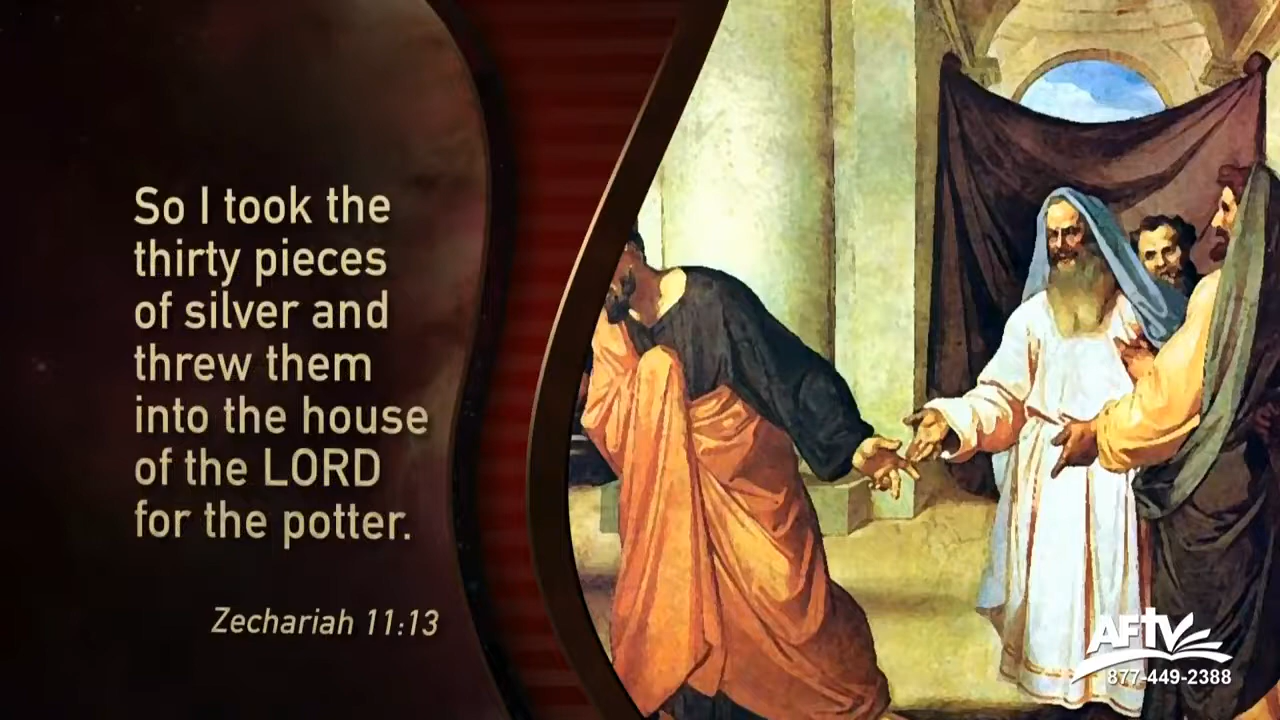 So I took the
thirty pieces
of silver and
threw them
into the house
of the LORD
for the potter.
Zechariah 11:13
AFtv
877-449-2388